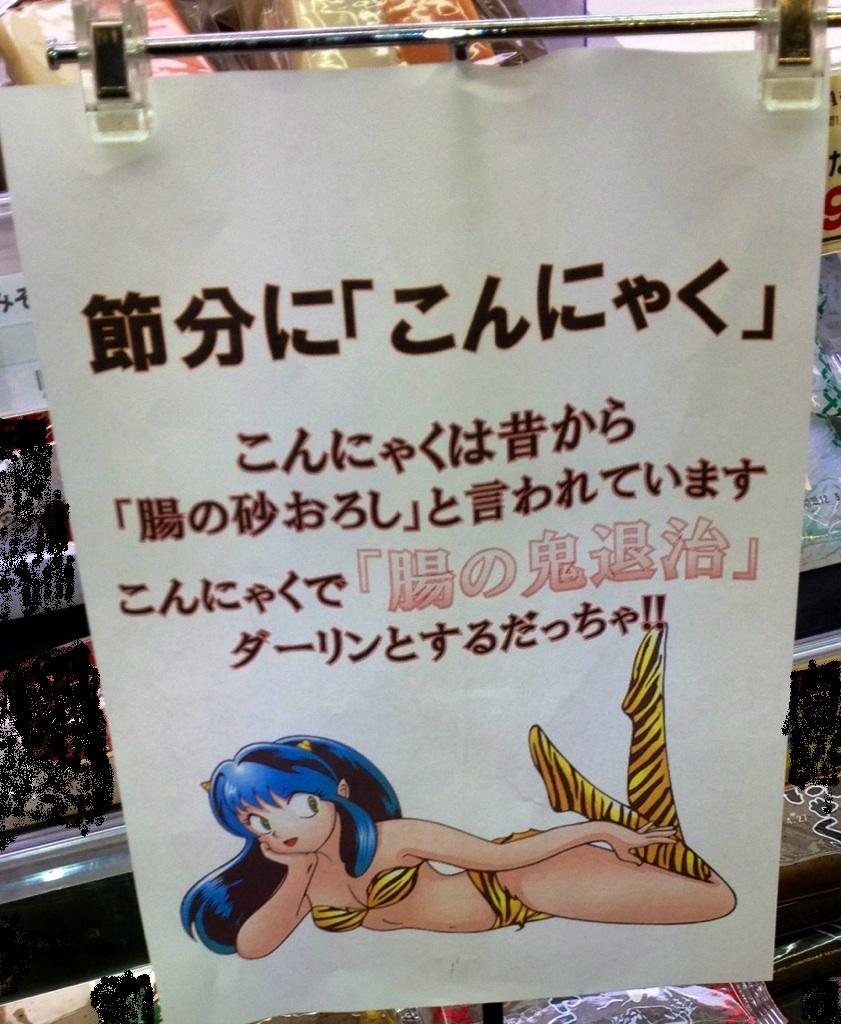 節分に「こんにゃく」
こんにゃくは昔から
「腸の砂おろし」と言われています
こんにゃくで「腸の鬼退治」
ダーリンとするだっちゃ!!